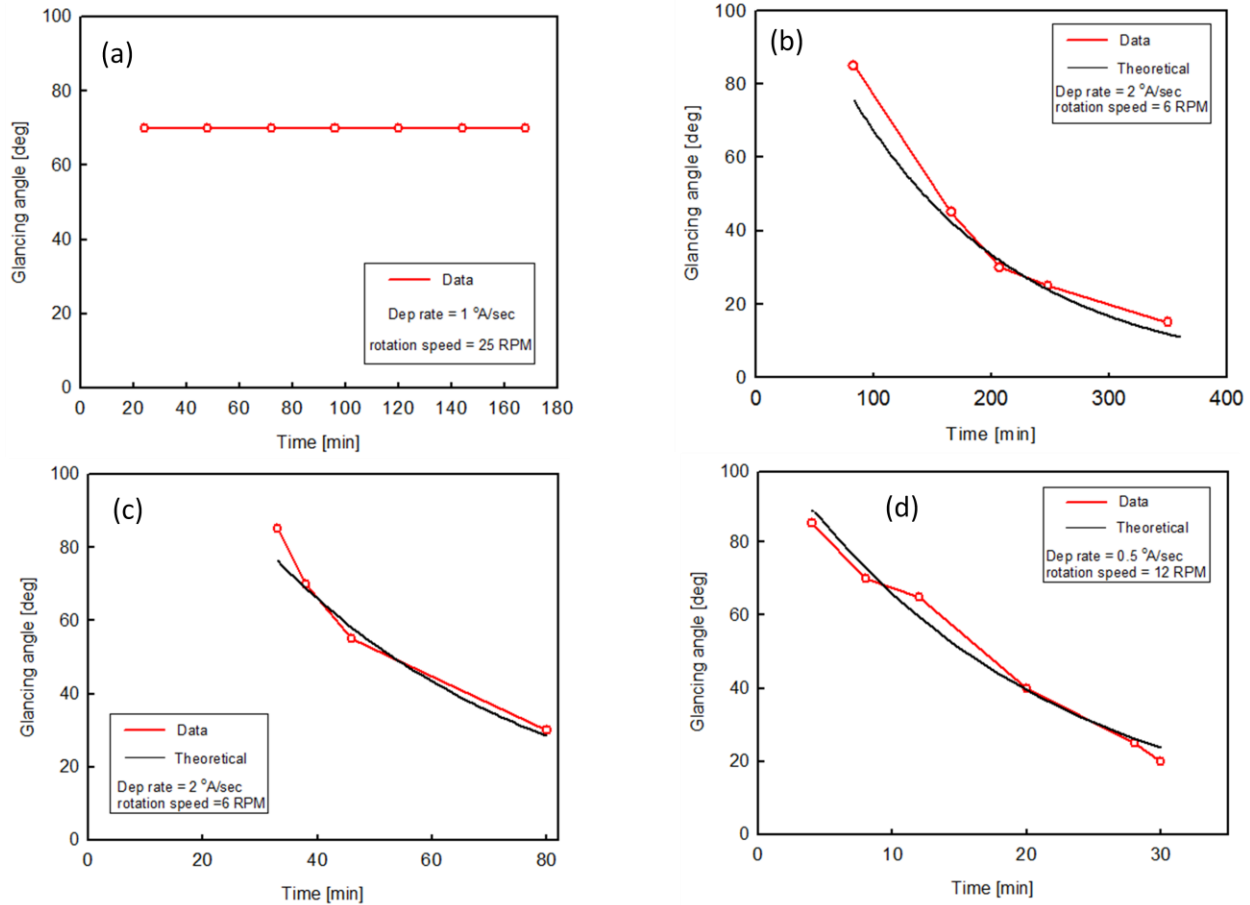 (a)
100
80
60
40
20
0
Glancing angle [deg]
Data
Dep rate = 1 °A/sec
rotation speed = 25 RPM
0 20 40 60 80 100 120 140 160 180
Time [min]
(b)
100
80
60
40
20
0
Glancing angle [deg]
Data
Theoretical
Dep rate = 2 °A/sec
rotation speed = 6 RPM
0 100 200 300 400
Time [min]
(c)
100
80
60
40
20
0
Glancing angle [deg]
Data
Theoretical
Dep rate = 2 °A/sec
rotation speed =6 RPM
0 20 40 60 80
Time [min]
(d)
100
80
60
40
20
0
Glancing angle [deg]
Data
Theoretical
Dep rate = 0.5 °A/sec
rotation speed = 12 RPM
0 10 20 30
Time [min]